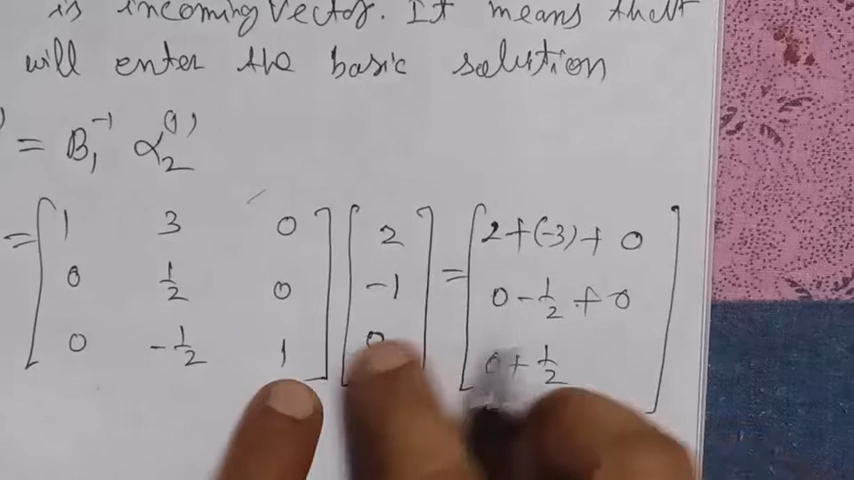 is incoming vector. It means that
will enter the basic solution
= B₁⁻¹ α₂⁽¹⁾
= [ 1 3 0 ] [ 2 ] = [ 2+(-3)+ 0
0 1/2 0 -1 0 - 1/2 + 0
0 -1/2 1 0 0 + 1/2